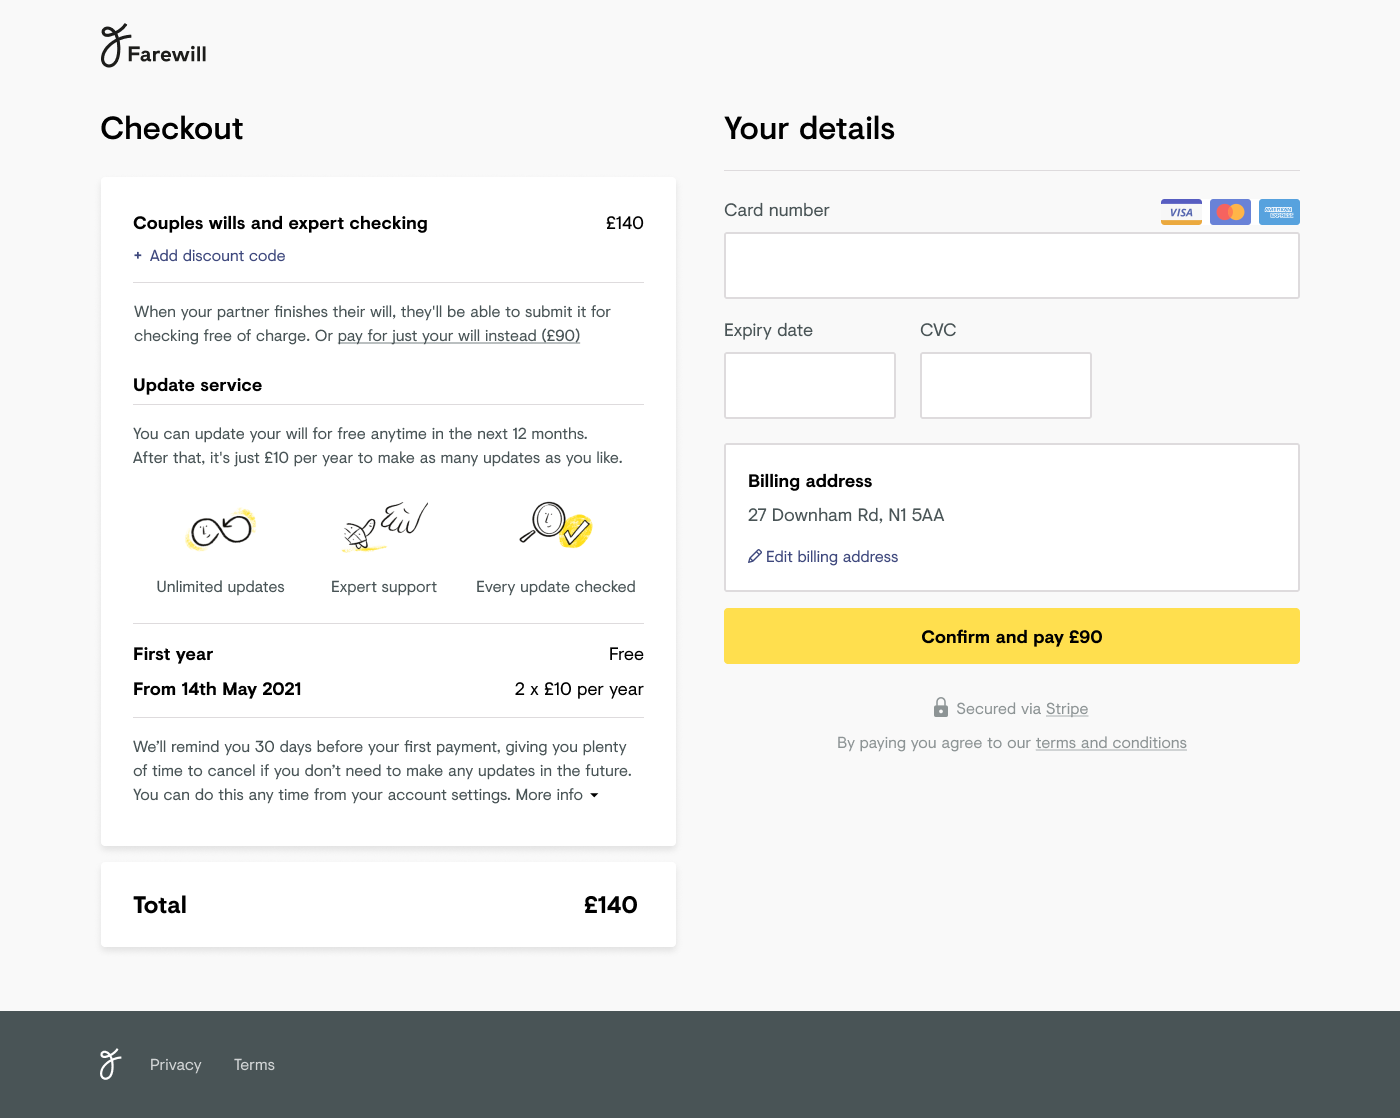 Farewill
Checkout
Couples wills and expert checking £140
+ Add discount code
When your partner finishes their will, they'll be able to submit it for
checking free of charge. Or pay for just your will instead (£90)
Update service
You can update your will for free anytime in the next 12 months.
After that, it's just £10 per year to make as many updates as you like.
Unlimited updates Expert support Every update checked
First year Free
From 14th May 2021 2 x £10 per year
We’ll remind you 30 days before your first payment, giving you plenty
of time to cancel if you don’t need to make any updates in the future.
You can do this any time from your account settings. More info
Total £140
Your details
Card number VISA AMERICAN EXPRESS
Expiry date CVC
Billing address
27 Downham Rd, N1 5AA
Edit billing address
Confirm and pay £90
Secured via Stripe
By paying you agree to our terms and conditions
Privacy Terms